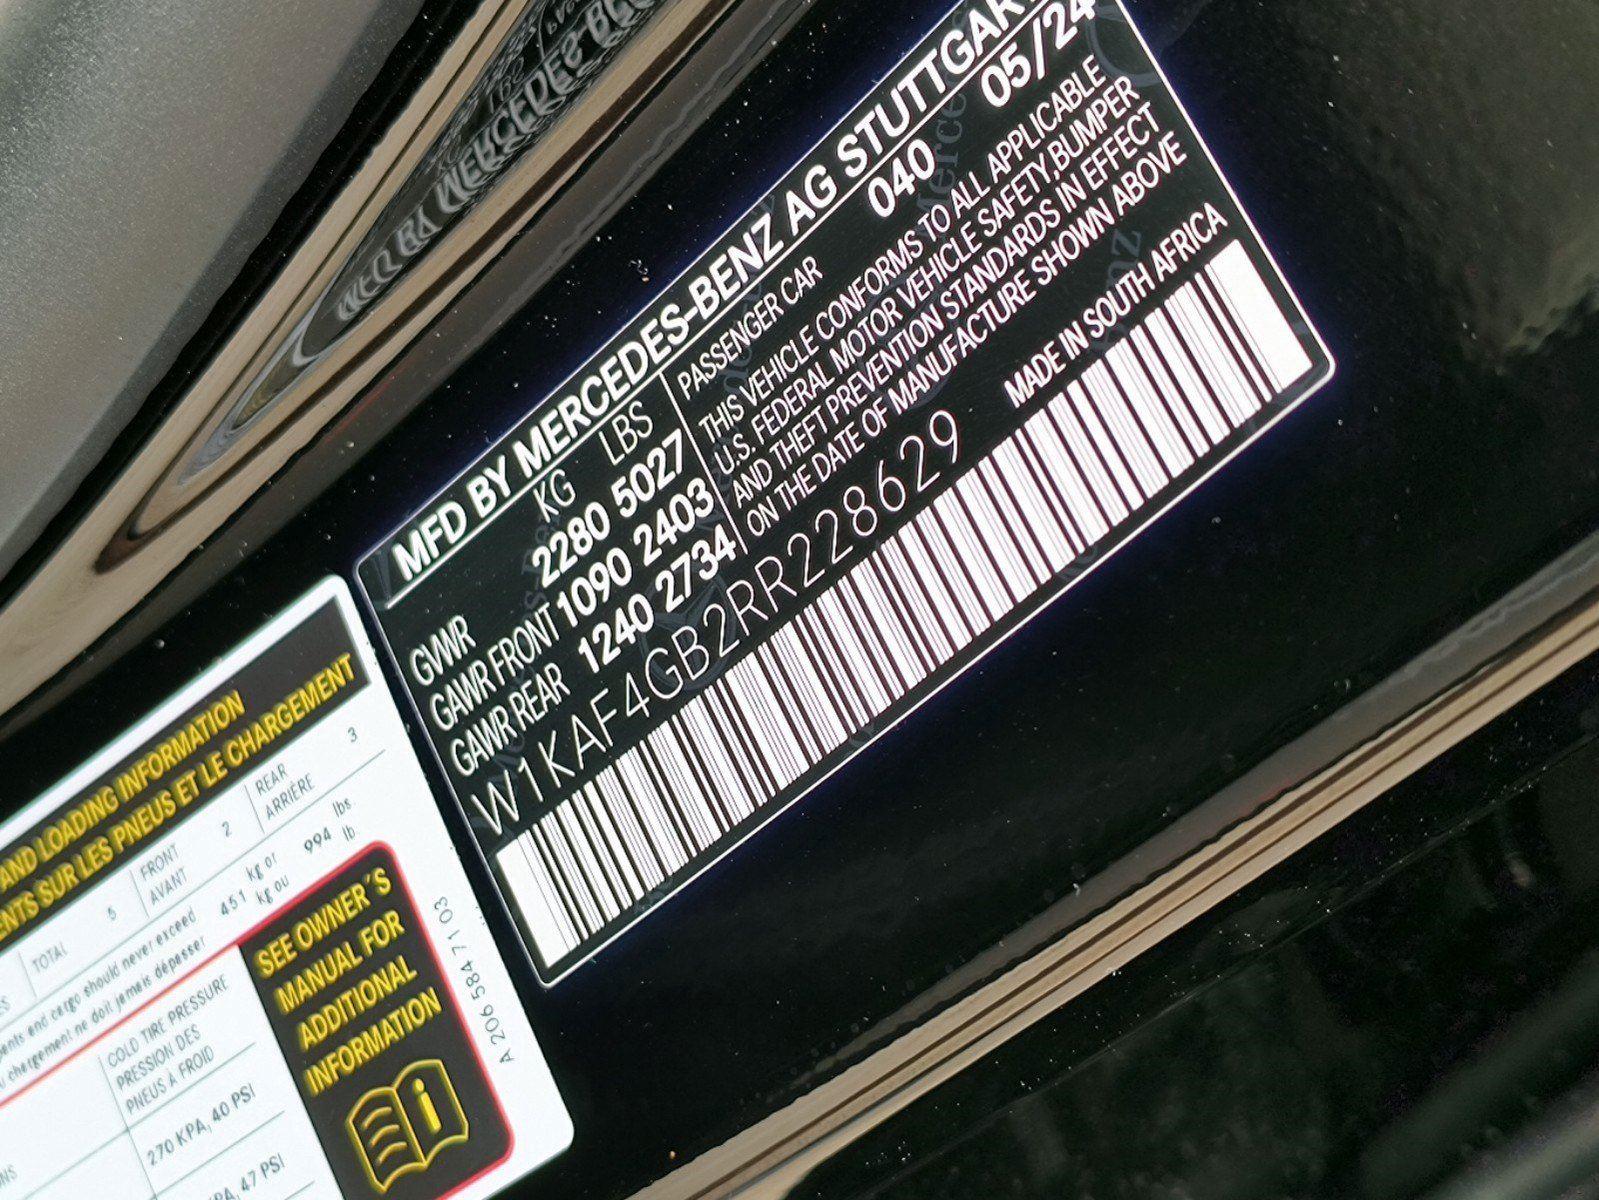 MFD BY MERCEDES-BENZ AG STUTTGART
KG LBS 040 05/24
GVWR 2280 5027
GAWR FRONT 1090 2403
GAWR REAR 1240 2734
PASSENGER CAR
THIS VEHICLE CONFORMS TO ALL APPLICABLE
U.S. FEDERAL MOTOR VEHICLE SAFETY,BUMPER
AND THEFT PREVENTION STANDARDS IN EFFECT
ON THE DATE OF MANUFACTURE SHOWN ABOVE
MADE IN SOUTH AFRICA
W1KAF4GB2RR228629
AND LOADING INFORMATION
SUR LES PNEUS ET LE CHARGEMENT
TOTAL 5
FRONT
AVANT 2
REAR
ARRIÈRE 3
and cargo should never exceed 451 kg or 994 lbs.
chargement ne doit jamais dépasser kg ou lb.
COLD TIRE PRESSURE
PRESSION DES
PNEUS À FROID
270 KPA, 40 PSI
47 PSI
SEE OWNER´S
MANUAL FOR
ADDITIONAL
INFORMATION
i
A 206 584 71 03